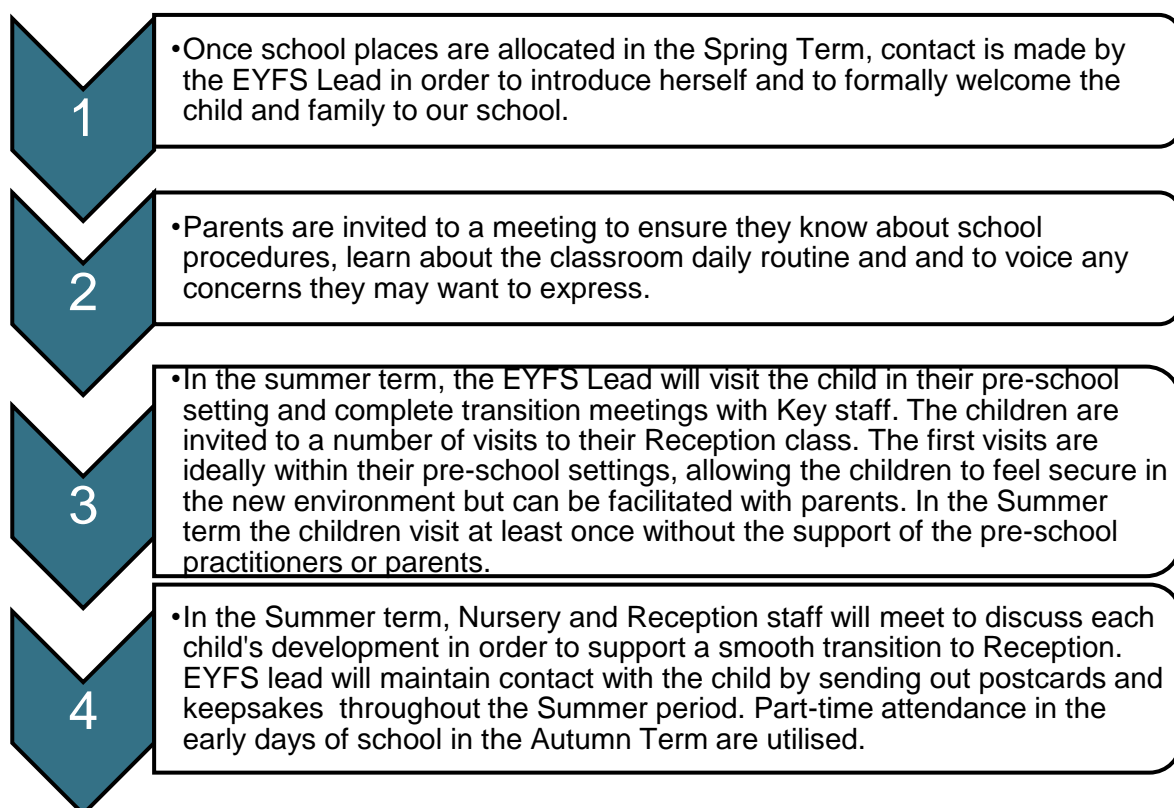 1
•Once school places are allocated in the Spring Term, contact is made by
the EYFS Lead in order to introduce herself and to formally welcome the
child and family to our school.
2
•Parents are invited to a meeting to ensure they know about school
procedures, learn about the classroom daily routine and and to voice any
concerns they may want to express.
3
•In the summer term, the EYFS Lead will visit the child in their pre-school
setting and complete transition meetings with Key staff. The children are
invited to a number of visits to their Reception class. The first visits are
ideally within their pre-school settings, allowing the children to feel secure in
the new environment but can be facilitated with parents. In the Summer
term the children visit at least once without the support of the pre-school
practitioners or parents.
4
•In the Summer term, Nursery and Reception staff will meet to discuss each
child's development in order to support a smooth transition to Reception.
EYFS lead will maintain contact with the child by sending out postcards and
keepsakes  throughout the Summer period. Part-time attendance in the
early days of school in the Autumn Term are utilised.